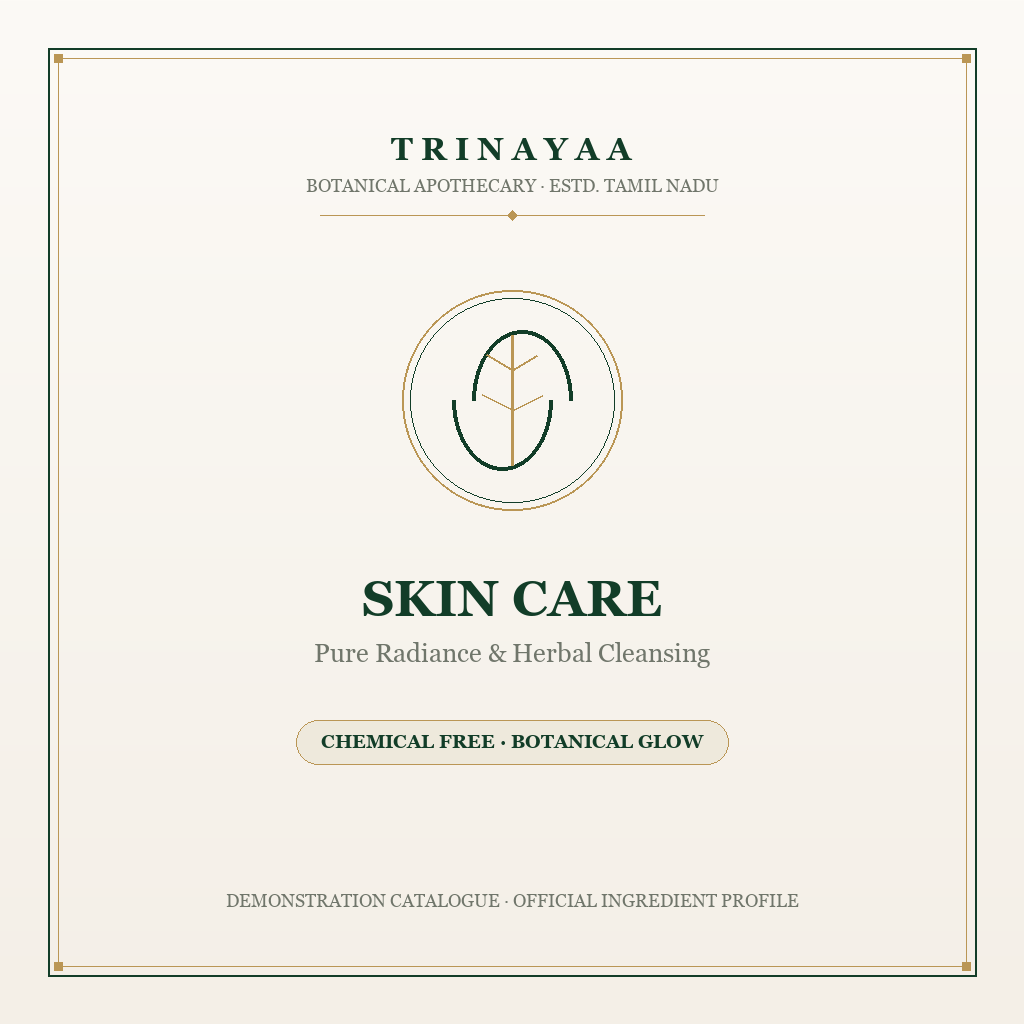 TRINAYAA
BOTANICAL APOTHECARY · ESTD. TAMIL NADU
SKIN CARE
Pure Radiance & Herbal Cleansing
CHEMICAL FREE · BOTANICAL GLOW
DEMONSTRATION CATALOGUE · OFFICIAL INGREDIENT PROFILE